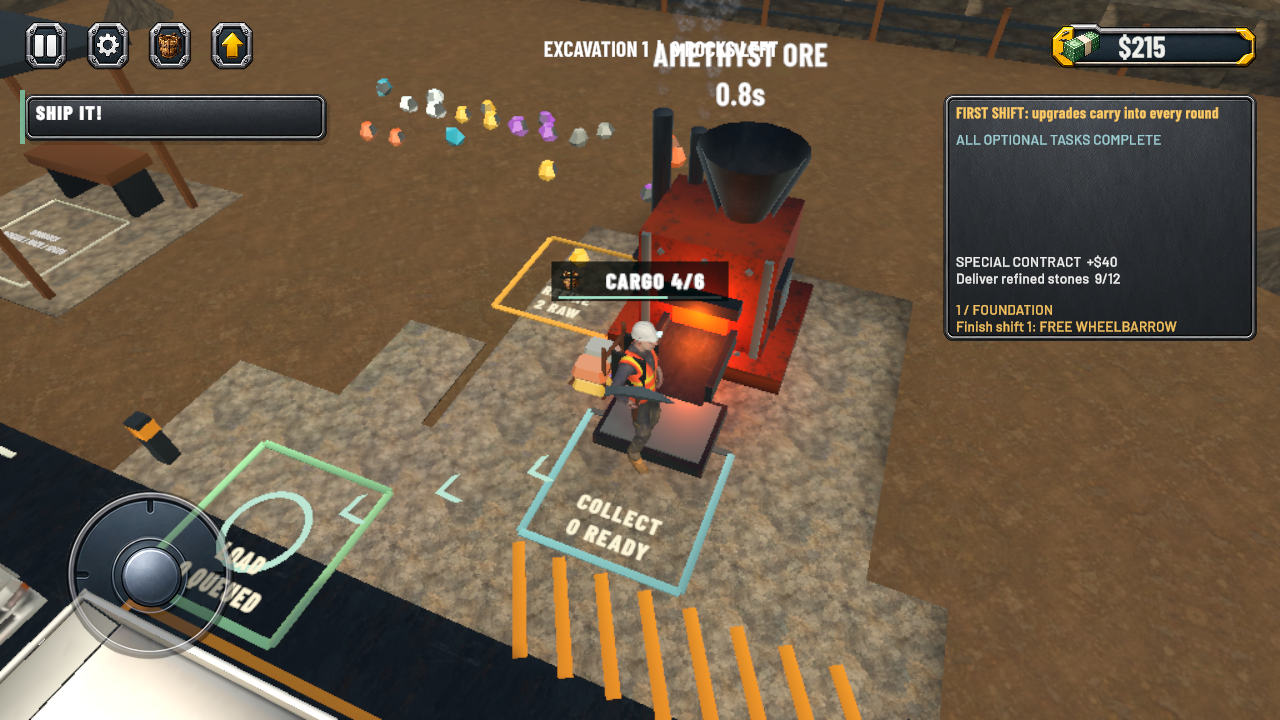 EXCAVATION 1
AMETHYST ORE
0.8s
$215
SHIP IT!
FIRST SHIFT: upgrades carry into every round
ALL OPTIONAL TASKS COMPLETE
SPECIAL CONTRACT +$40
Deliver refined stones 9/12
1 / FOUNDATION
Finish shift 1: FREE WHEELBARROW
CARGO 4/6
2 RAW
COLLECT
0 READY
LOAD
QUEUED